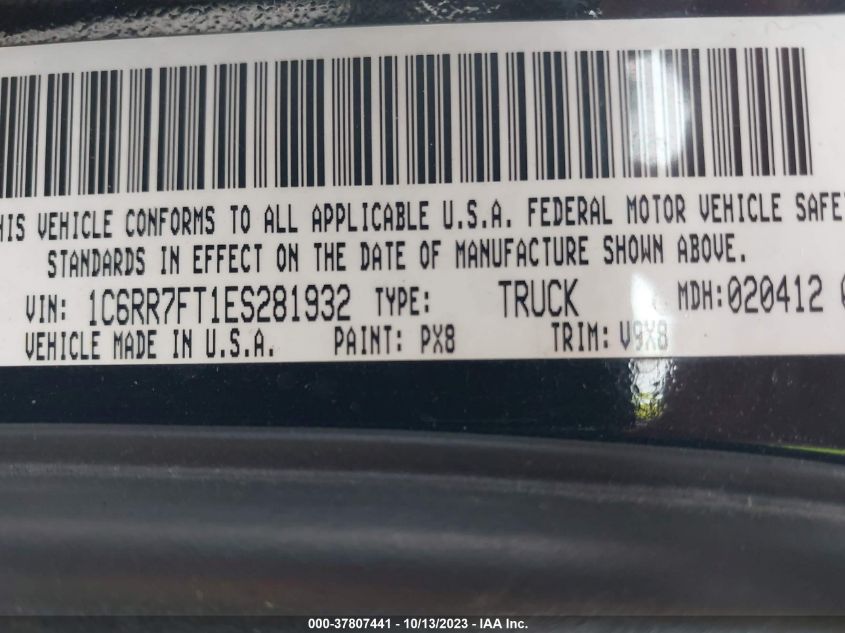 HIS VEHICLE CONFORMS TO ALL APPLICABLE U.S.A. FEDERAL MOTOR VEHICLE SAFE
STANDARDS IN EFFECT ON THE DATE OF MANUFACTURE SHOWN ABOVE.
VIN: 1C6RR7FT1ES281932 TYPE: TRUCK MDH:020412 0
VEHICLE MADE IN U.S.A. PAINT: PX8 TRIM: V9X8
000-37807441 - 10/13/2023 - IAA Inc.